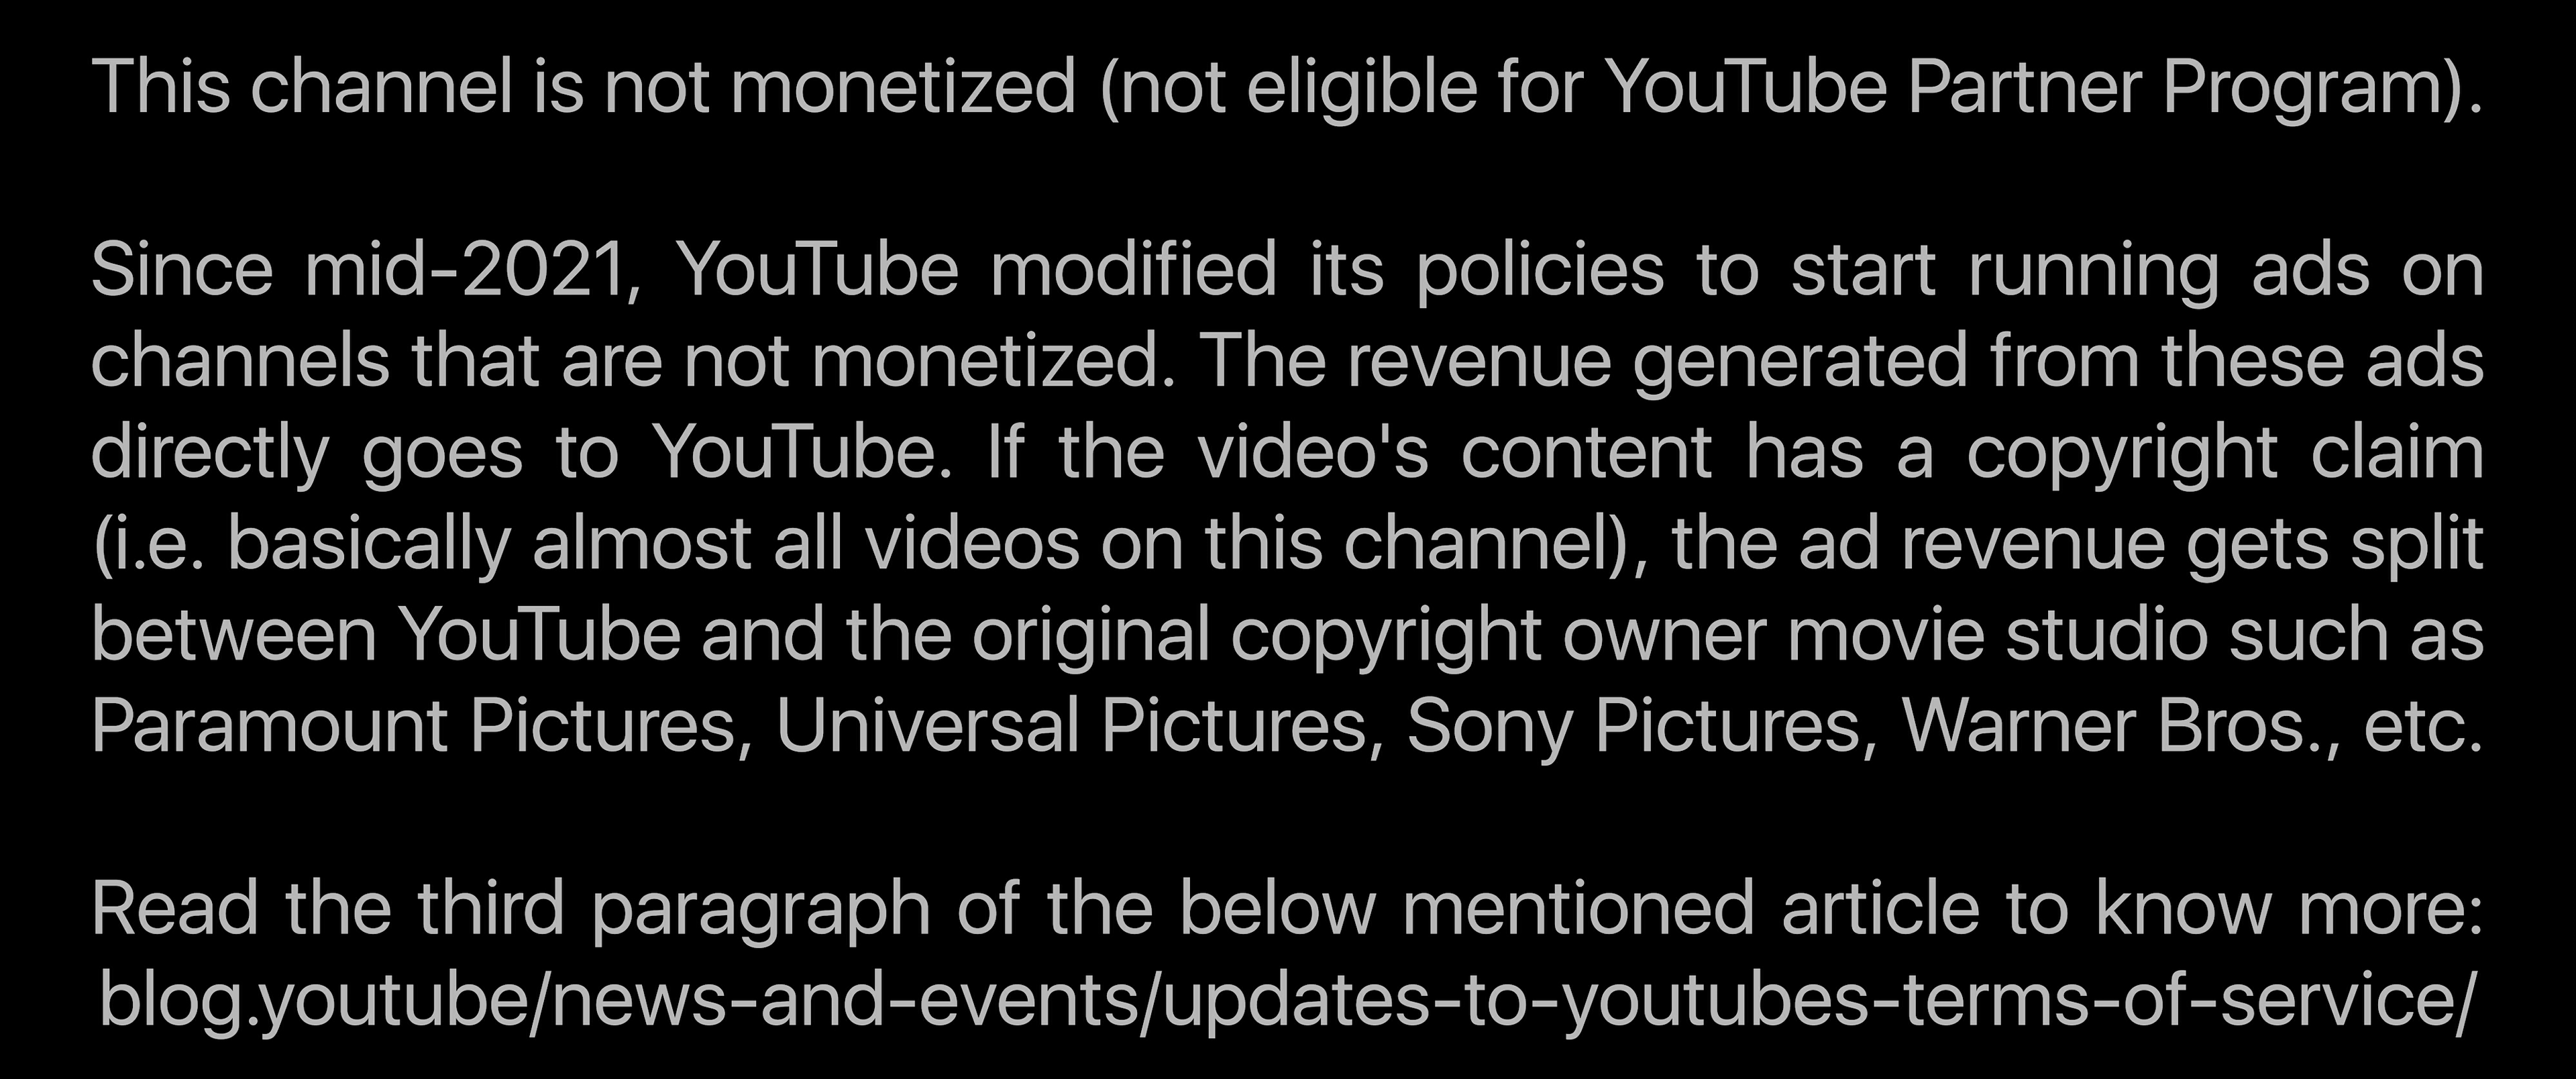 This channel is not monetized (not eligible for YouTube Partner Program).
Since mid-2021, YouTube modified its policies to start running ads on
channels that are not monetized. The revenue generated from these ads
directly goes to YouTube. If the video's content has a copyright claim
(i.e. basically almost all videos on this channel), the ad revenue gets split
between YouTube and the original copyright owner movie studio such as
Paramount Pictures, Universal Pictures, Sony Pictures, Warner Bros., etc.
Read the third paragraph of the below mentioned article to know more:
blog.youtube/news-and-events/updates-to-youtubes-terms-of-service/